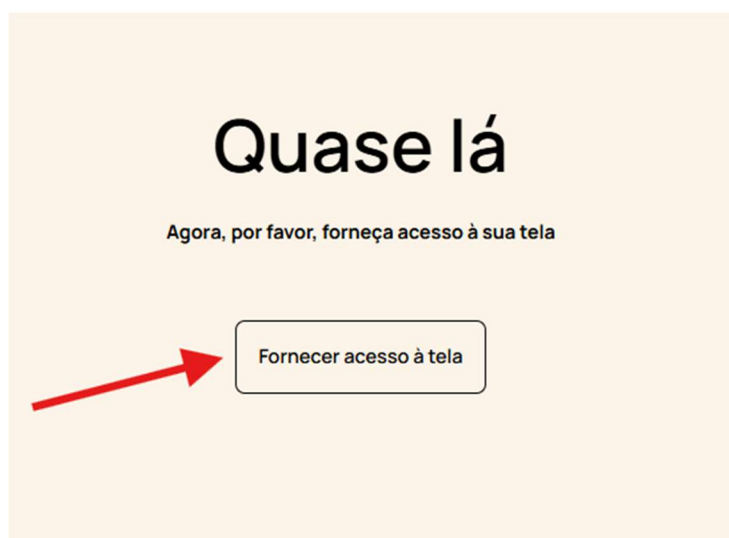 Quase lá
Agora, por favor, forneça acesso à sua tela
Fornecer acesso à tela